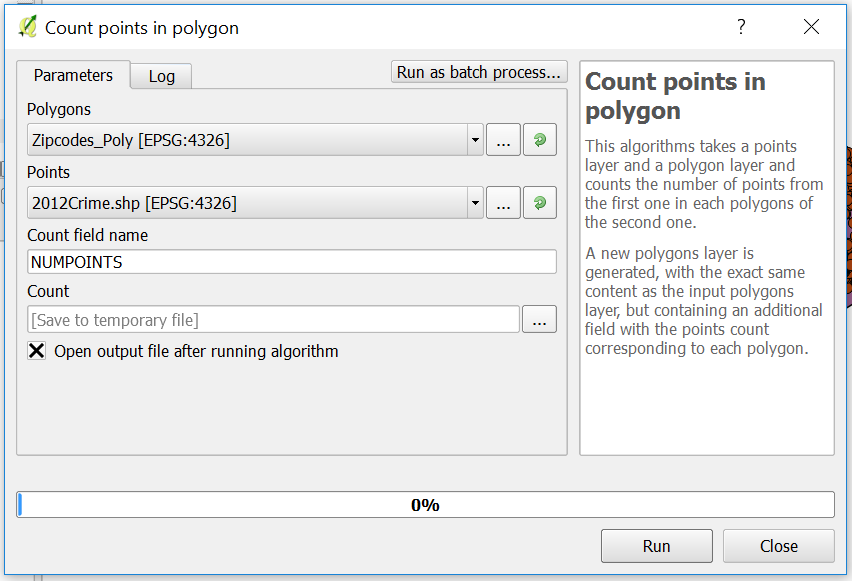 Count points in polygon
?
Parameters
Log
Run as batch process...
Polygons
Zipcodes_Poly [EPSG:4326]
...
Points
2012Crime.shp [EPSG:4326]
...
Count field name
NUMPOINTS
Count
[Save to temporary file]
...
Open output file after running algorithm
Count points in
polygon
This algorithms takes a points
layer and a polygon layer and
counts the number of points from
the first one in each polygons of
the second one.
A new polygons layer is
generated, with the exact same
content as the input polygons
layer, but containing an additional
field with the points count
corresponding to each polygon.
0%
Run
Close